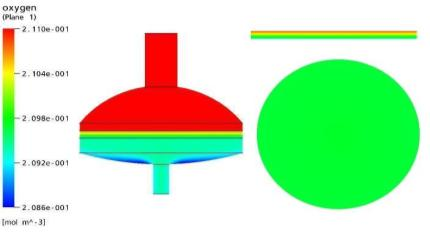 oxygen
(Plane 1)
2.110e-001
2.104e-001
2.098e-001
2.092e-001
2.086e-001
[mol m^-3]